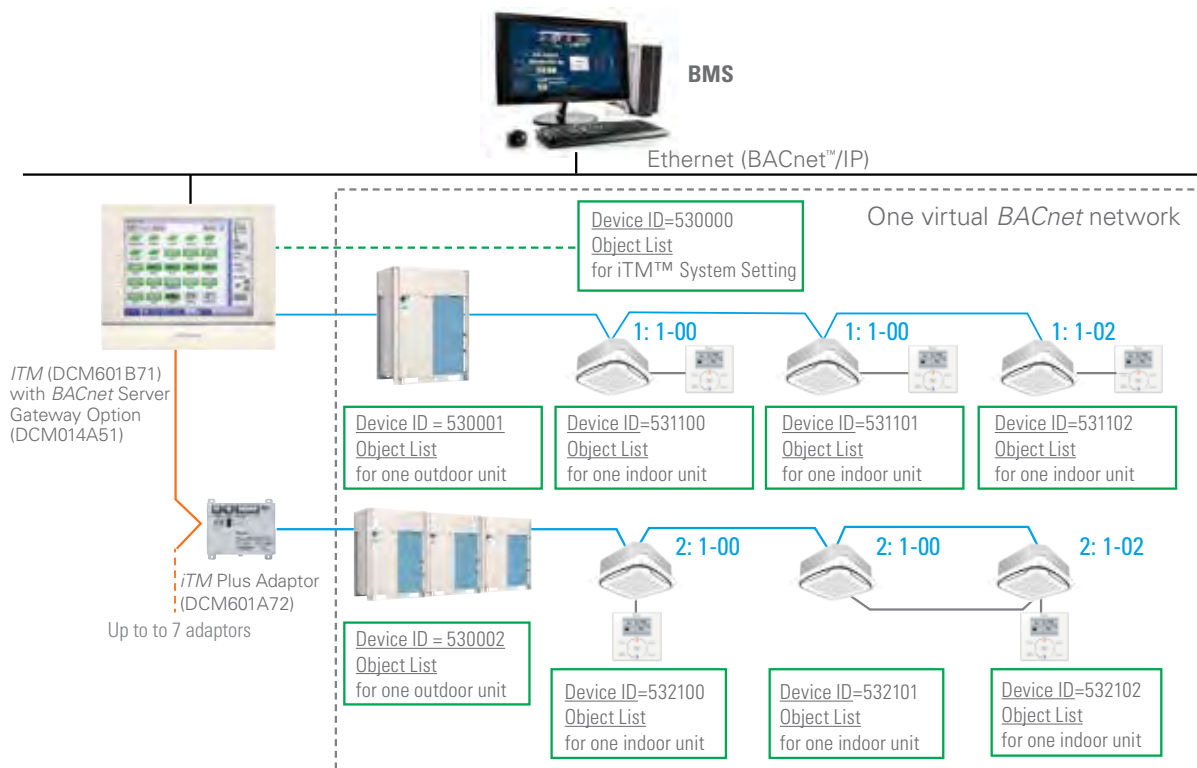 BMS
Ethernet (BACnet™/IP)
One virtual BACnet network
Device ID=530000
Object List
for iTM™ System Setting
1: 1-00
1: 1-00
1: 1-02
ITM (DCM601B71)
with BACnet Server
Gateway Option
(DCM014A51)
Device ID = 530001
Object List
for one outdoor unit
Device ID=531100
Object List
for one indoor unit
Device ID=531101
Object List
for one indoor unit
Device ID=531102
Object List
for one indoor unit
2: 1-00
2: 1-00
2: 1-02
iTM Plus Adaptor
(DCM601A72)
Up to to 7 adaptors
Device ID = 530002
Object List
for one outdoor unit
Device ID=532100
Object List
for one indoor unit
Device ID=532101
Object List
for one indoor unit
Device ID=532102
Object List
for one indoor unit